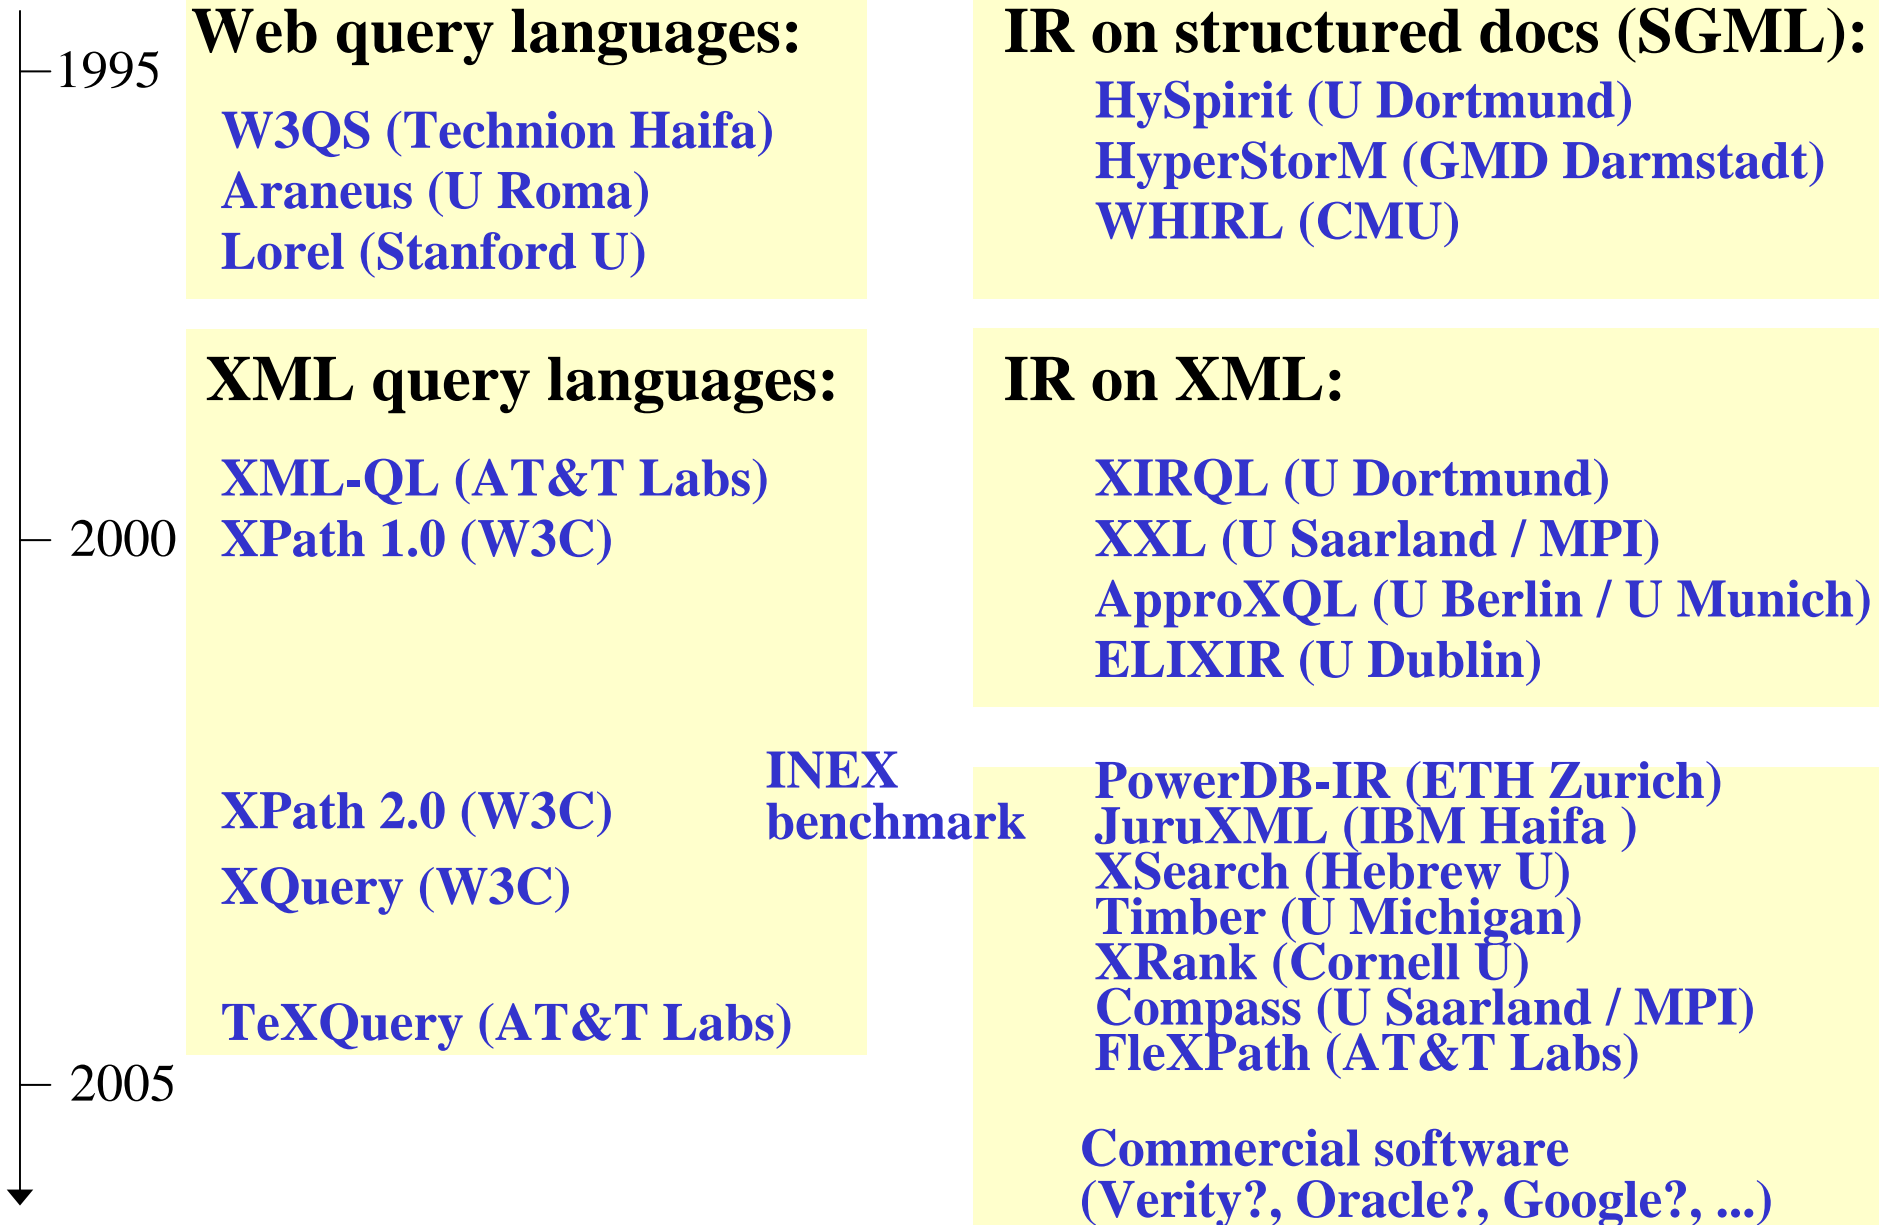 1995
Web query languages:
W3QS (Technion Haifa)
Araneus (U Roma)
Lorel (Stanford U)
IR on structured docs (SGML):
HySpirit (U Dortmund)
HyperStorM (GMD Darmstadt)
WHIRL (CMU)
XML query languages:
XML-QL (AT&T Labs)
2000
XPath 1.0 (W3C)
XPath 2.0 (W3C)
XQuery (W3C)
TeXQuery (AT&T Labs)
2005
INEX
benchmark
IR on XML:
XIRQL (U Dortmund)
XXL (U Saarland / MPI)
ApproXQL (U Berlin / U Munich)
ELIXIR (U Dublin)
PowerDB-IR (ETH Zurich)
JuruXML (IBM Haifa )
XSearch (Hebrew U)
Timber (U Michigan)
XRank (Cornell U)
Compass (U Saarland / MPI)
FleXPath (AT&T Labs)
Commercial software
(Verity?, Oracle?, Google?, ...)